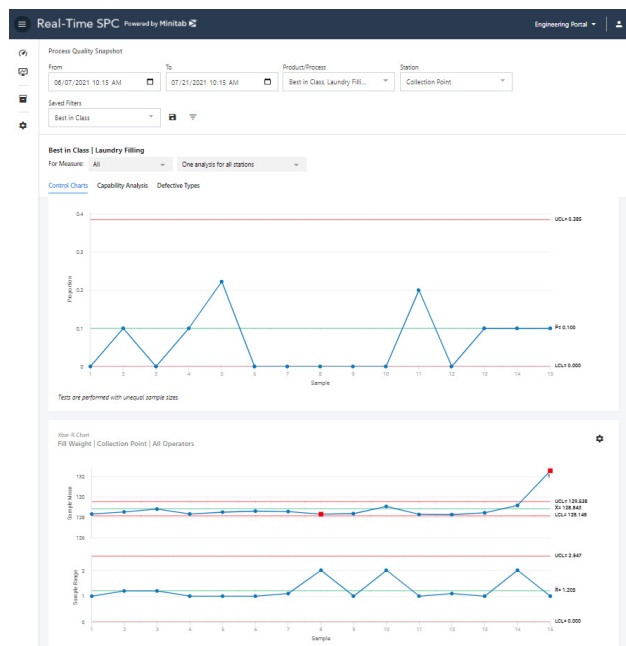 Real-Time SPC Powered by Minitab
Engineering Portal
Process Quality Snapshot
From To Product/Process Station
06/07/2021 10:15 AM 07/21/2021 10:15 AM Best in Class, Laundry Filli... Collection Point
Saved Filters
Best in Class
Best in Class | Laundry Filling
For Measure: All One analysis for all stations
Control Charts Capability Analysis Defective Types
0.4
UCL= 0.385
0.3
Proportion
0.2
0.1
P= 0.100
0
LCL= 0.000
1 2 3 4 5 6 7 8 9 10 11 12 13 14 15
Sample
Tests are performed with unequal sample sizes.
Xbar-R Chart
Fill Weight | Collection Point | All Operators
132
1
130
UCL= 129.538
Sample Mean
X= 128.843
128
LCL= 128.149
126
UCL= 2.547
2
Sample Range
R= 1.205
1
0
LCL= 0.000
1 2 3 4 5 6 7 8 9 10 11 12 13 14 15
Sample